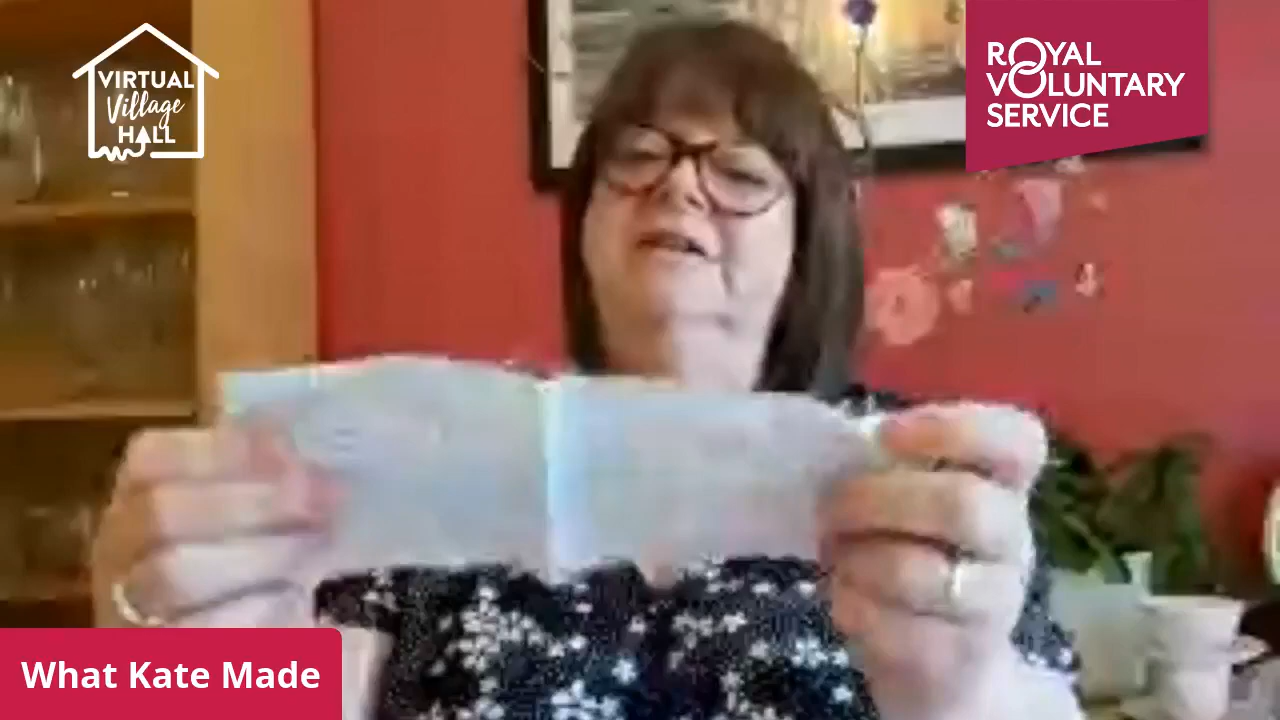 VIRTUAL
Village
HALL
ROYAL
VOLUNTARY
SERVICE
What Kate Made